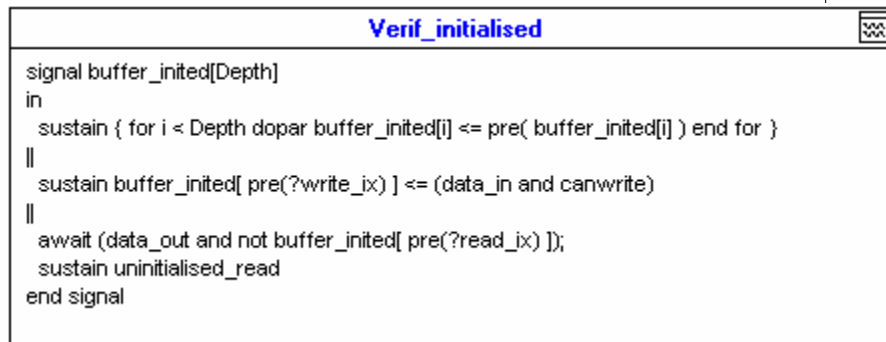 Verif_initialised
signal buffer_inited[Depth]
in
sustain { for i < Depth dopar buffer_inited[i] <= pre( buffer_inited[i] ) end for }
||
sustain buffer_inited[ pre(?write_ix) ] <= (data_in and canwrite)
||
await (data_out and not buffer_inited[ pre(?read_ix) ]);
sustain uninitialised_read
end signal